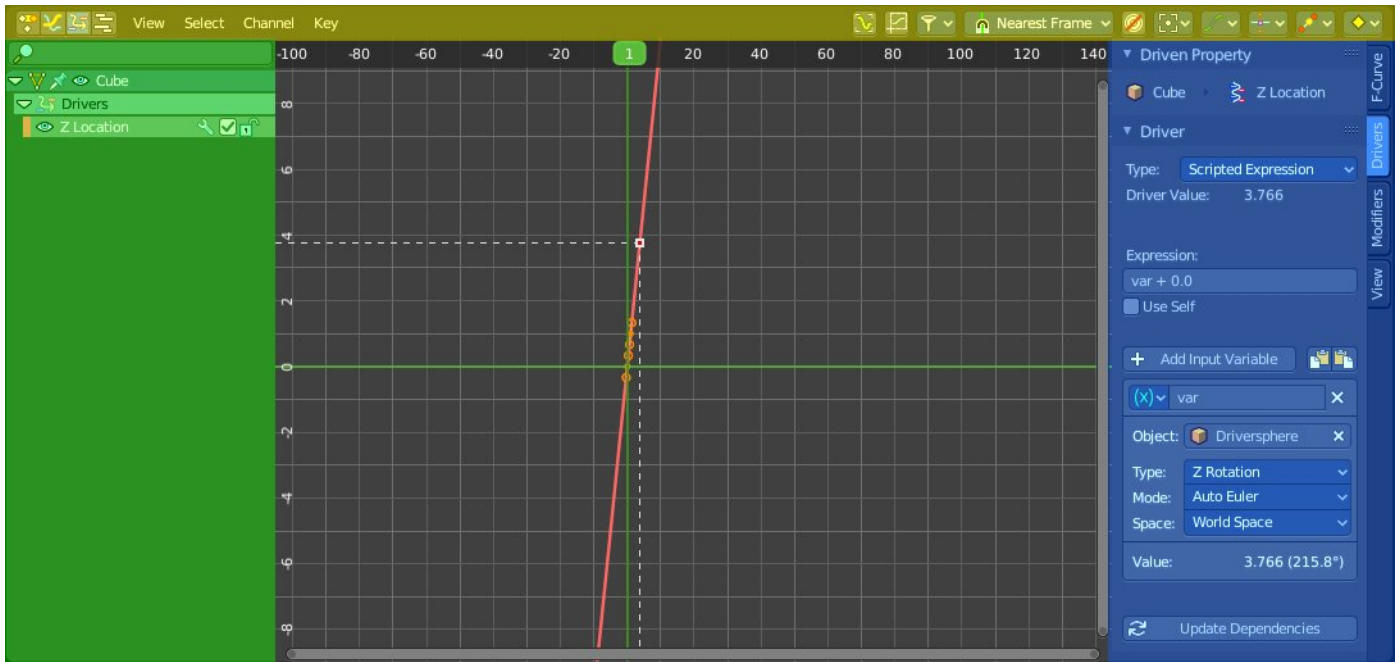 View Select Channel Key Nearest Frame
-100 -80 -60 -40 -20 1 20 40 60 80 100 120 140
Cube
Drivers
Z Location
8
6
4
2
0
-2
-4
-6
-8
Driven Property
Cube Z Location
Driver
Type: Scripted Expression
Driver Value: 3.766
Expression:
var + 0.0
Use Self
+ Add Input Variable
(x) var
Object: Driversphere
Type: Z Rotation
Mode: Auto Euler
Space: World Space
Value: 3.766 (215.8°)
Update Dependencies
F-Curve
Drivers
Modifiers
View